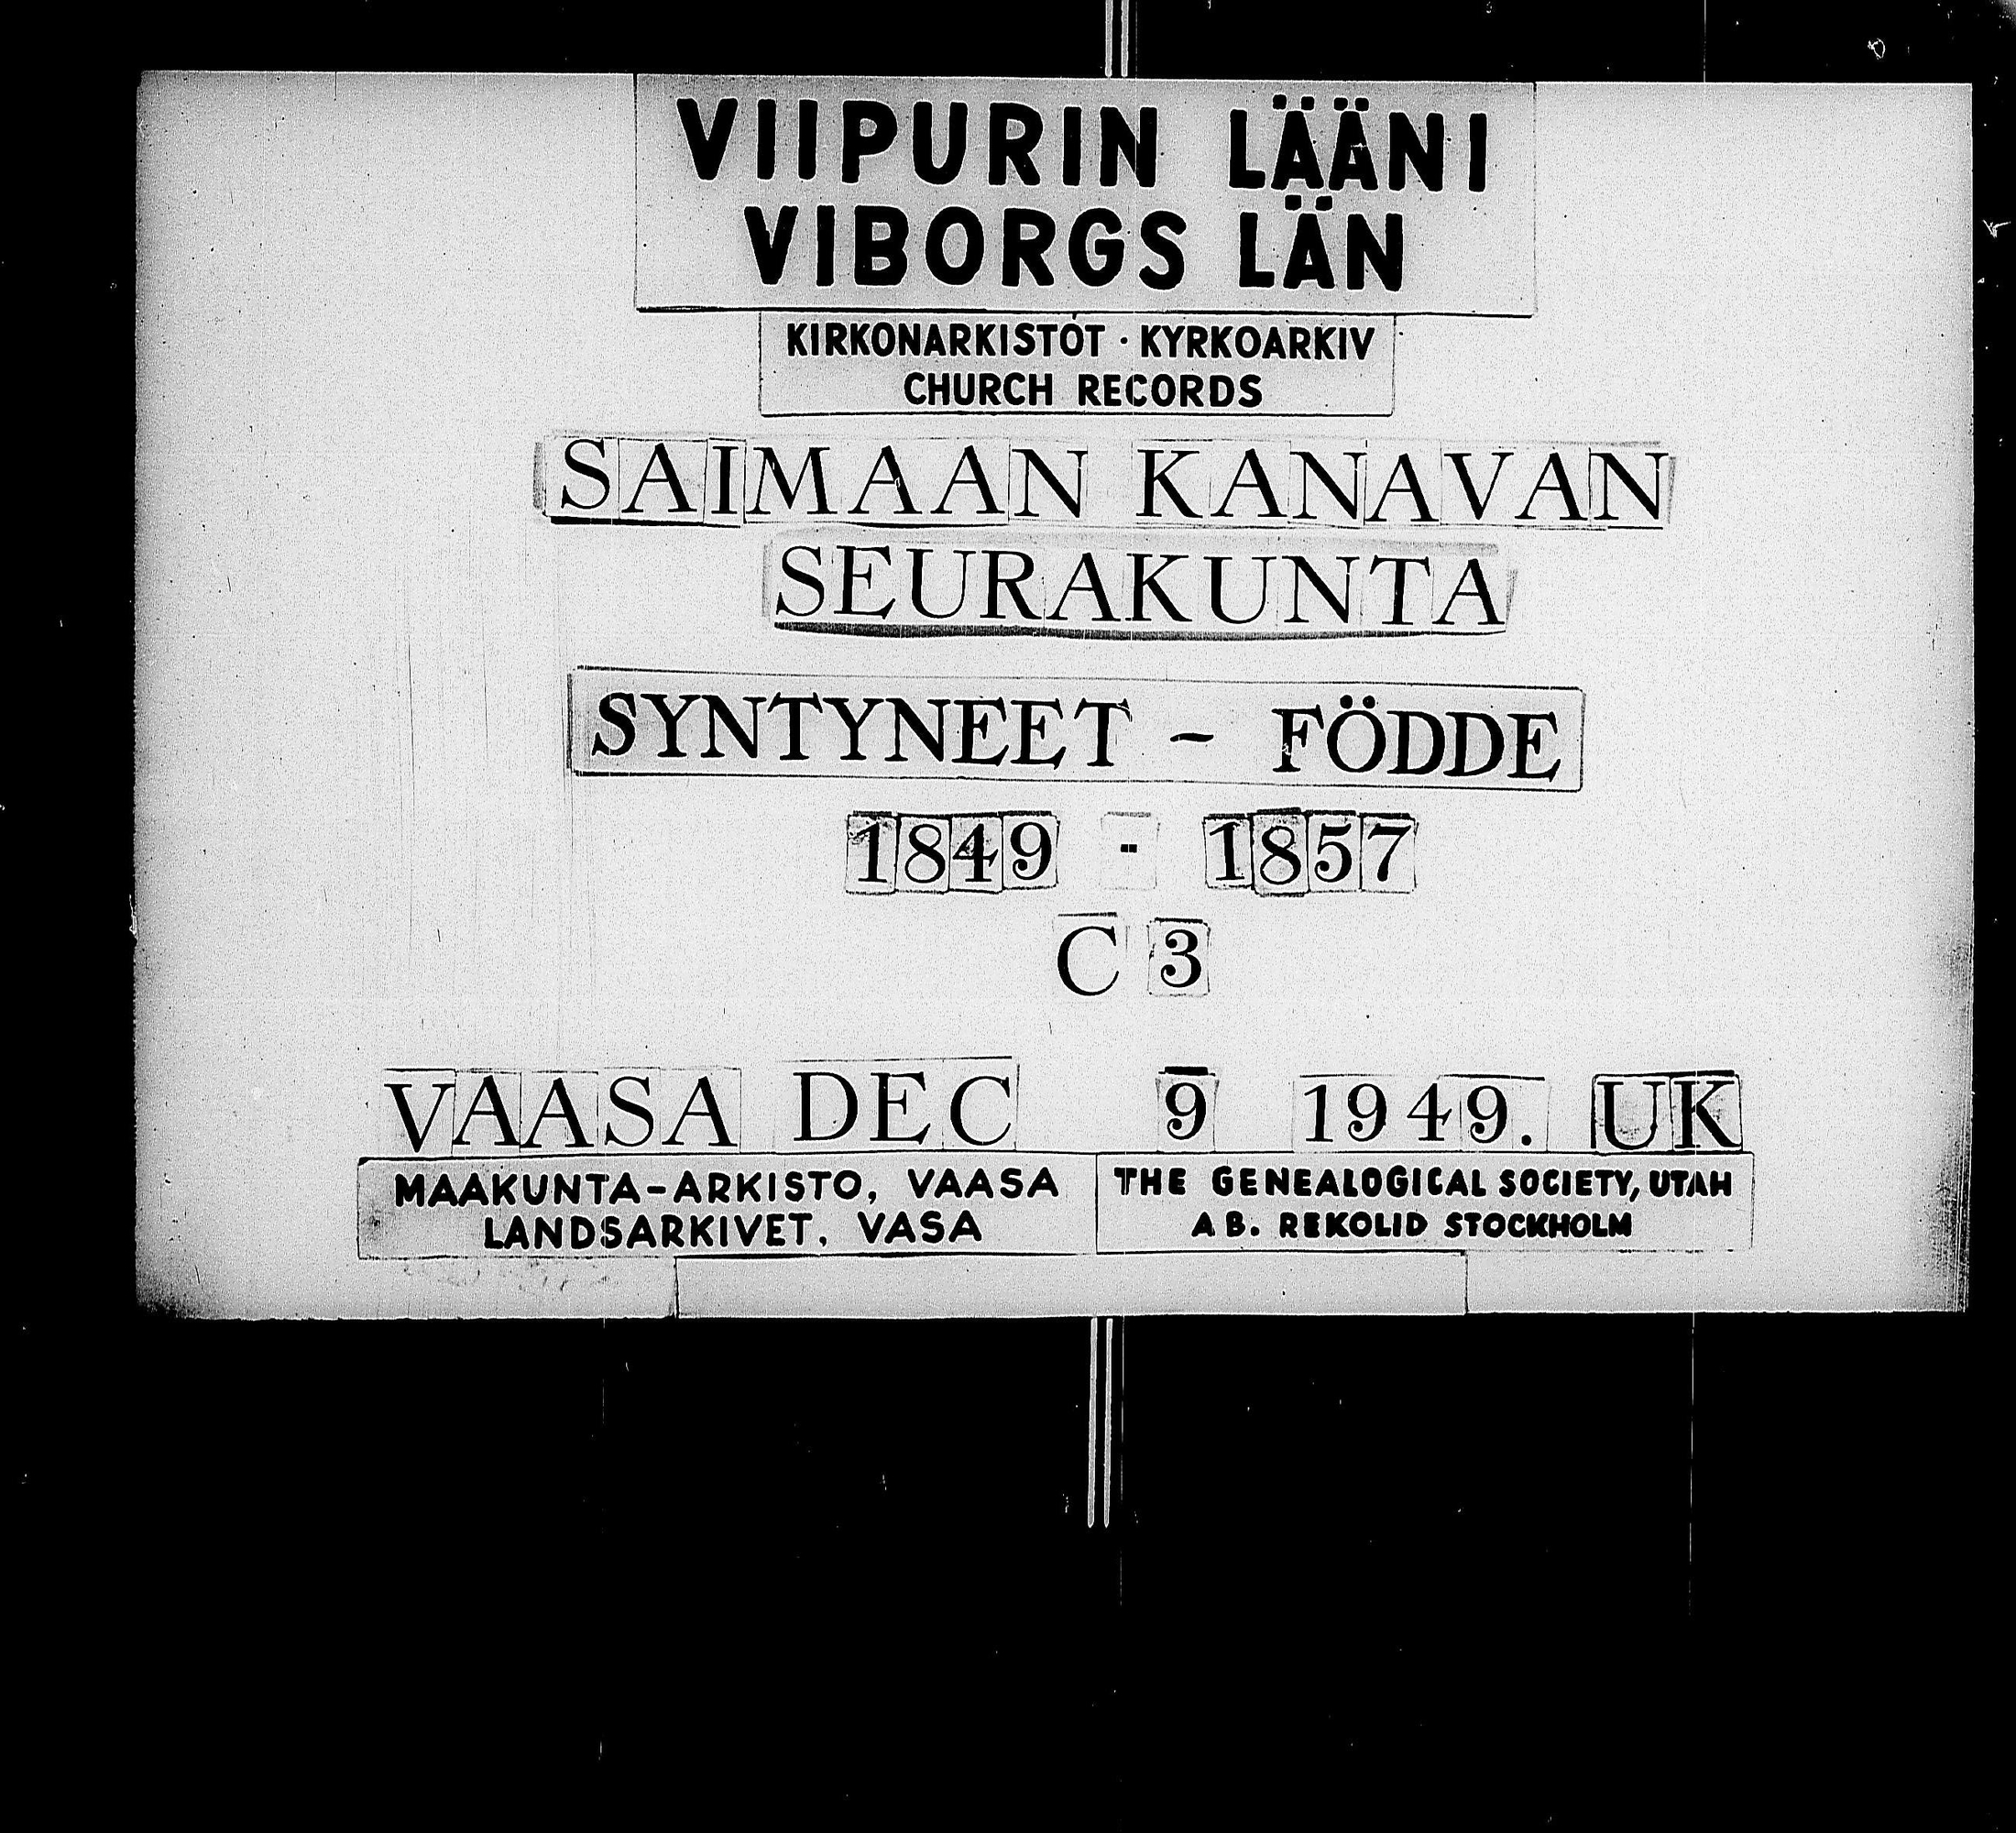 VIIPURIN LÄÄNI
VIBORGS LÄN
KIRKONARKISTOT · KYRKOARKIV
CHURCH RECORDS
SAIMAAN KANAVAN
SEURAKUNTA
SYNTYNEET - FÖDDE
1849 - 1857
C 3
VAASA DEC 9 1949. UK
MAAKUNTA-ARKISTO, VAASA
LANDSARKIVET, VASA
THE GENEALOGICAL SOCIETY, UTAH
AB. REKOLID STOCKHOLM